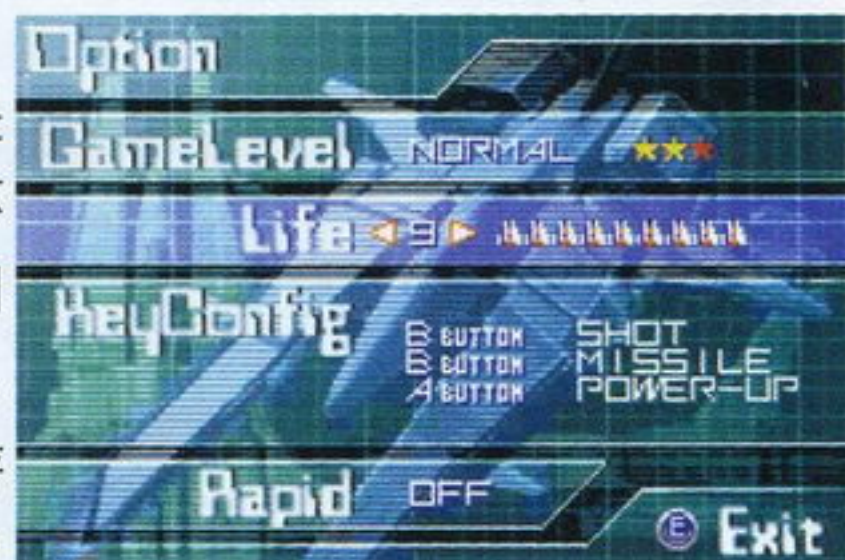 Option
GameLevel NORMAL ★★★
Life ◀ 9 ▶
KeyConfig
B BUTTON SHOT
B BUTTON MISSILE
A BUTTON POWER-UP
Rapid OFF
E Exit